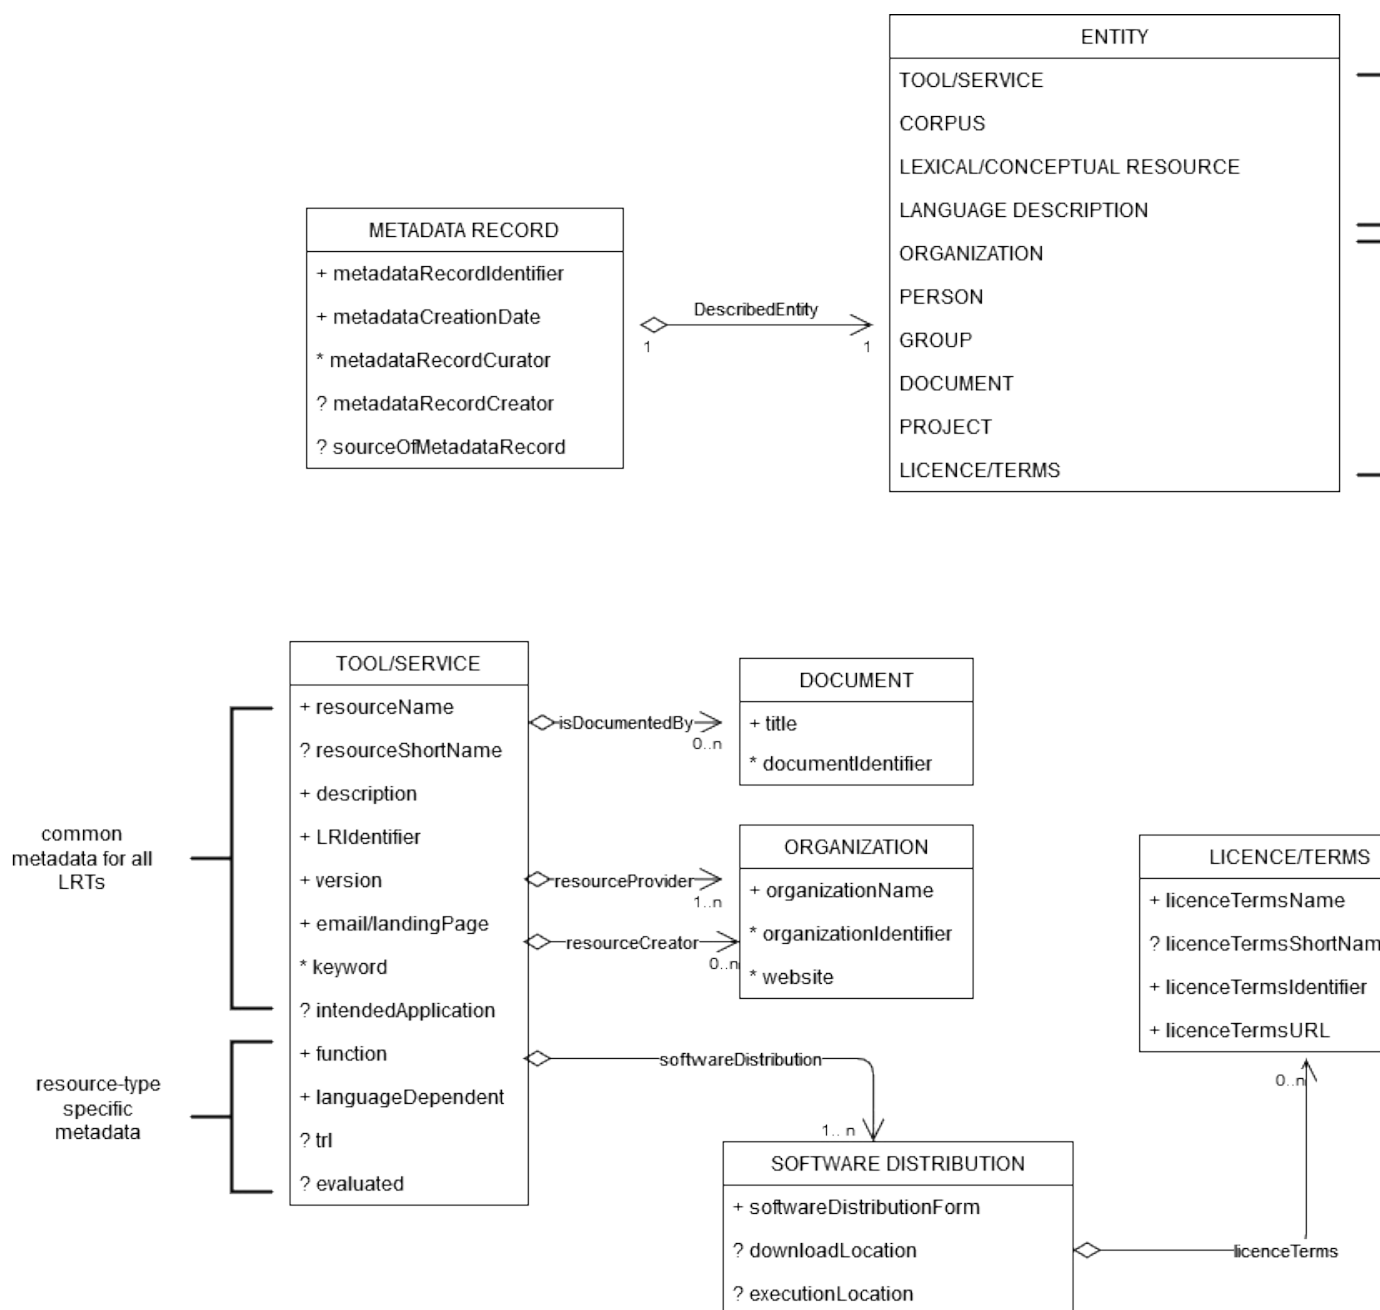 ENTITY
TOOL/SERVICE
CORPUS
LEXICAL/CONCEPTUAL RESOURCE
LANGUAGE DESCRIPTION
ORGANIZATION
PERSON
GROUP
DOCUMENT
PROJECT
LICENCE/TERMS
METADATA RECORD
+ metadataRecordIdentifier
+ metadataCreationDate
* metadataRecordCurator
? metadataRecordCreator
? sourceOfMetadataRecord
DescribedEntity
1
1
TOOL/SERVICE
+ resourceName
? resourceShortName
+ description
+ LRIdentifier
+ version
+ email/landingPage
* keyword
? intendedApplication
+ function
+ languageDependent
? trl
? evaluated
common
metadata for all
LRTs
resource-type
specific
metadata
isDocumentedBy
0..n
DOCUMENT
+ title
* documentIdentifier
resourceProvider
1..n
resourceCreator
0..n
ORGANIZATION
+ organizationName
* organizationIdentifier
* website
softwareDistribution
1.. n
SOFTWARE DISTRIBUTION
+ softwareDistributionForm
? downloadLocation
? executionLocation
licenceTerms
0..n
LICENCE/TERMS
+ licenceTermsName
? licenceTermsShortNam
+ licenceTermsIdentifier
+ licenceTermsURL